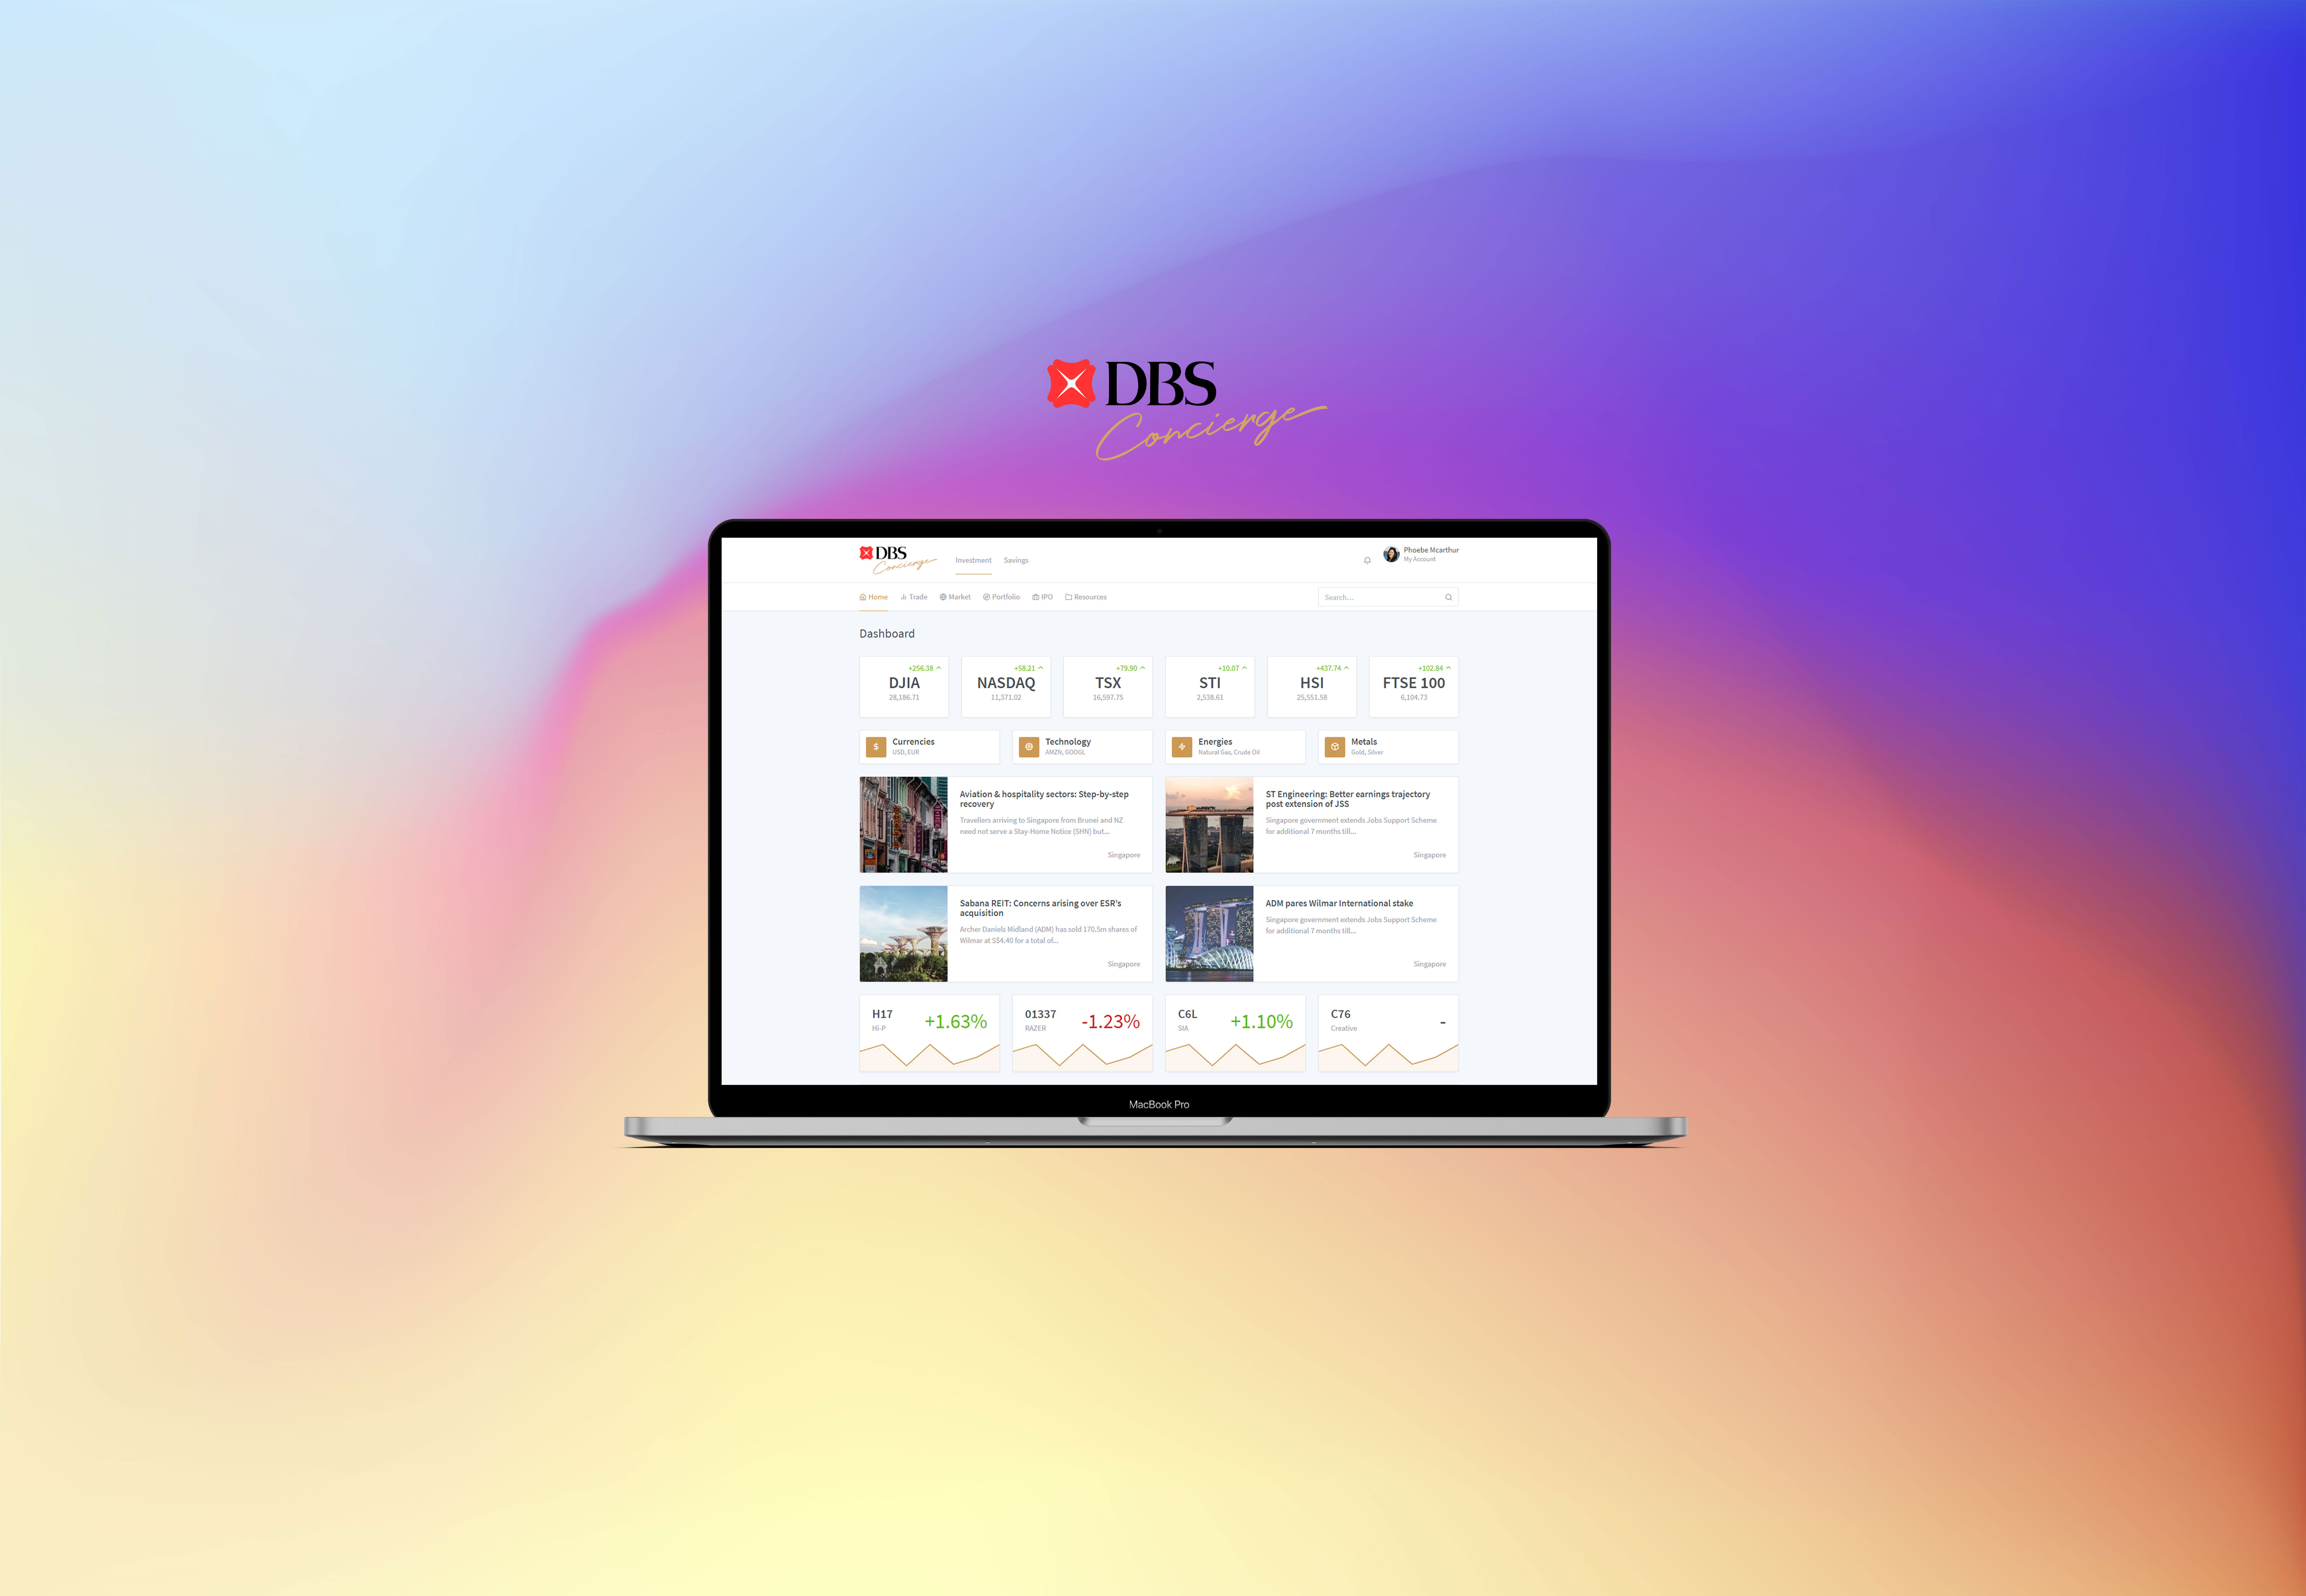 DBS
Concierge
DBS
Concierge
Investment Savings
Phoebe Mcarthur
My Account
Home Trade Market Portfolio IPO Resources
Search...
Dashboard
+256.38
DJIA
28,186.71
+58.21
NASDAQ
11,371.02
+79.90
TSX
16,597.75
+10.07
STI
2,538.61
+437.74
HSI
25,551.58
+102.84
FTSE 100
6,104.73
$
Currencies
USD, EUR
Technology
AMZN, GOOGL
Energies
Natural Gas, Crude Oil
Metals
Gold, Silver
Aviation & hospitality sectors: Step-by-step
recovery
Travellers arriving to Singapore from Brunei and NZ
need not serve a Stay-Home Notice (SHN) but...
Singapore
ST Engineering: Better earnings trajectory
post extension of JSS
Singapore government extends Jobs Support Scheme
for additional 7 months till...
Singapore
Sabana REIT: Concerns arising over ESR's
acquisition
Archer Daniels Midland (ADM) has sold 170.5m shares of
Wilmar at S$4.40 for a total of...
Singapore
ADM pares Wilmar International stake
Singapore government extends Jobs Support Scheme
for additional 7 months till...
Singapore
H17
Hi-P
+1.63%
01337
RAZER
-1.23%
C6L
SIA
+1.10%
C76
Creative
-
MacBook Pro